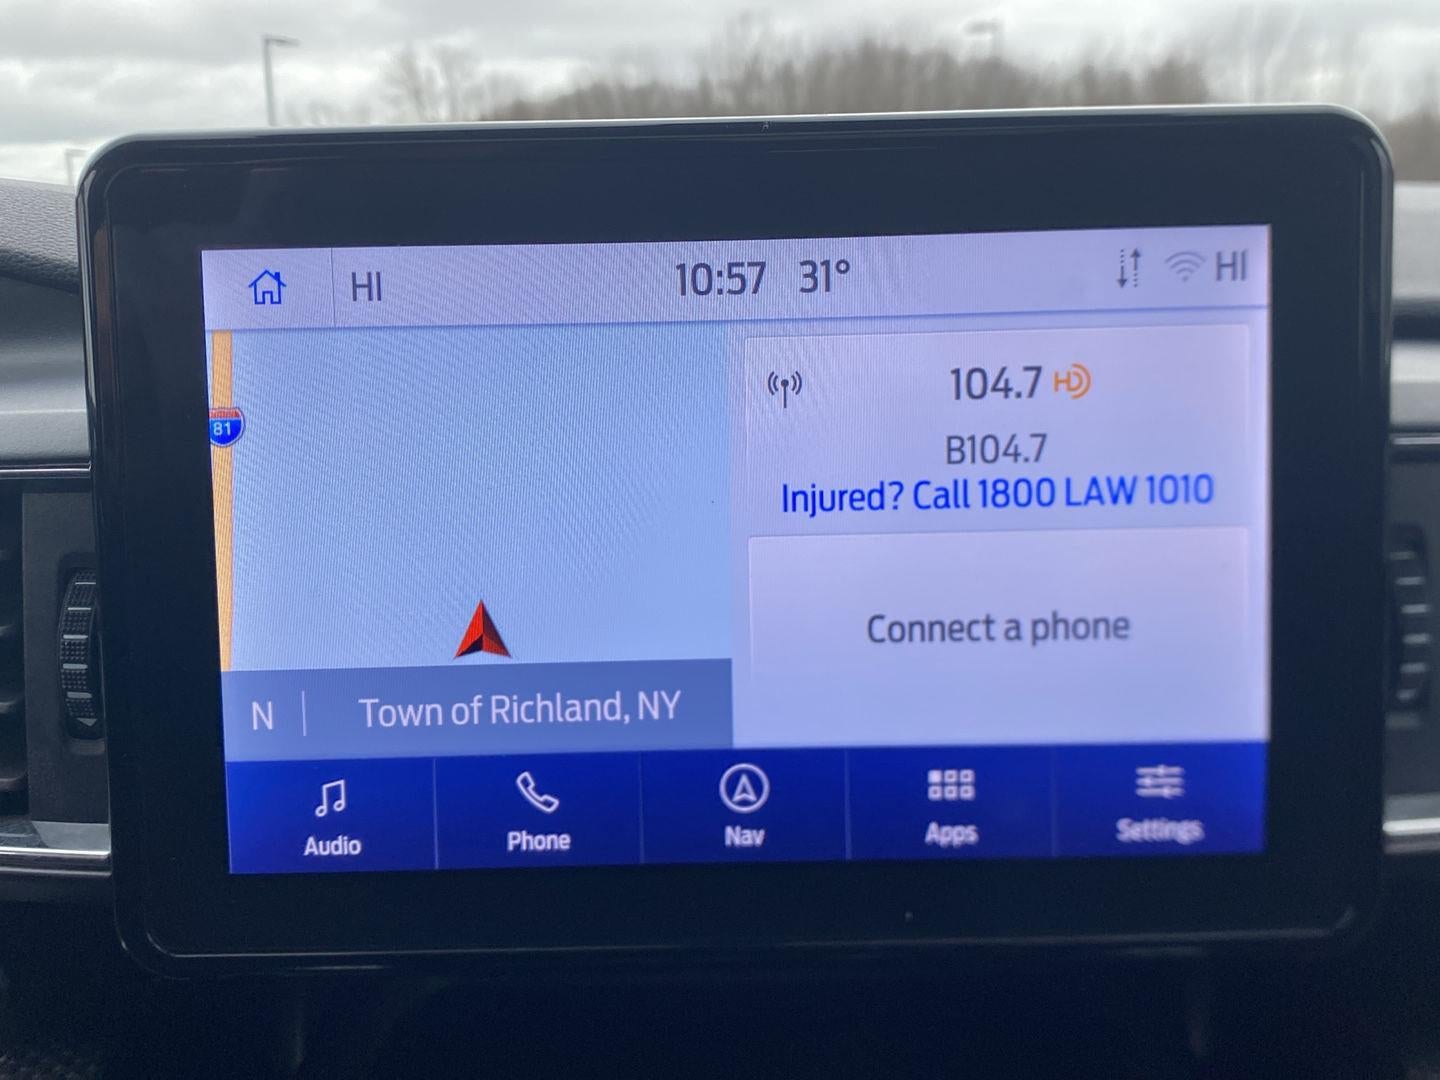 HI 10:57 31° HI
81
104.7 HD
B104.7
Injured? Call 1800 LAW 1010
Connect a phone
N Town of Richland, NY
Audio Phone Nav Apps Settings